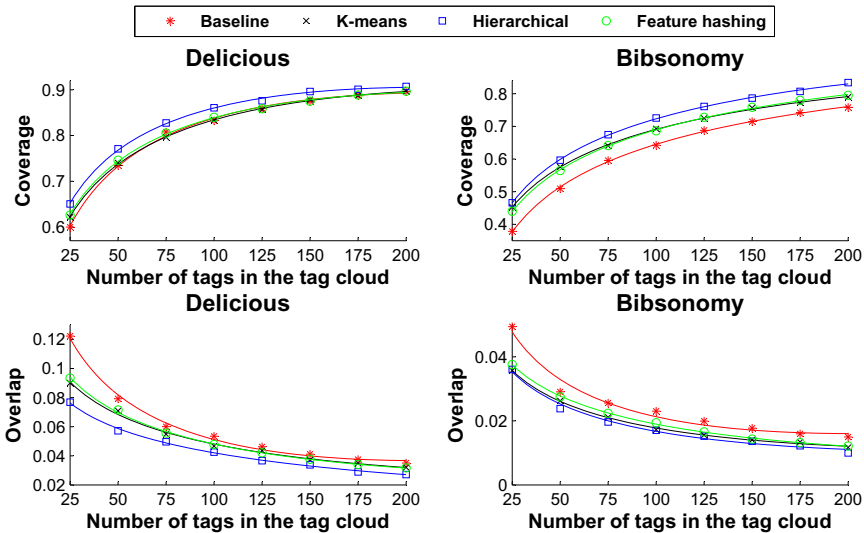 Baseline K-means Hierarchical Feature hashing
Delicious
0.9
0.8
0.7
0.6
Coverage
25 50 75 100 125 150 175 200
Number of tags in the tag cloud
Bibsonomy
0.8
0.7
0.6
0.5
0.4
Coverage
25 50 75 100 125 150 175 200
Number of tags in the tag cloud
Delicious
0.12
0.1
0.08
0.06
0.04
0.02
Overlap
25 50 75 100 125 150 175 200
Number of tags in the tag cloud
Bibsonomy
0.04
0.02
0
Overlap
25 50 75 100 125 150 175 200
Number of tags in the tag cloud